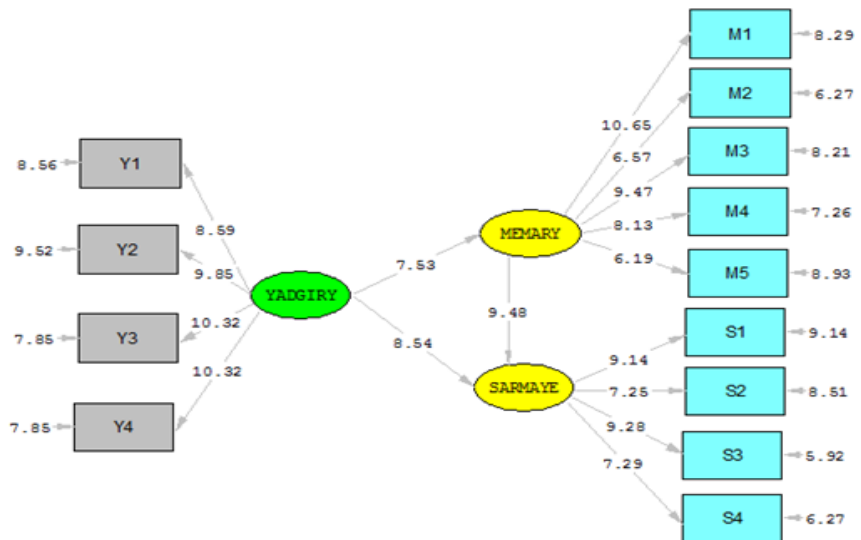 M1
8.29
M2
6.27
10.65
6.57
M3
8.21
9.47
8.56
Y1
M4
7.26
8.13
8.59
MEMARY
6.19
9.52
Y2
7.53
M5
8.93
9.85
YADGIRY
9.48
10.32
7.85
Y3
8.54
S1
9.14
9.14
10.32
SARMAYE
7.25
S2
8.51
7.85
Y4
9.28
S3
5.92
7.29
S4
6.27